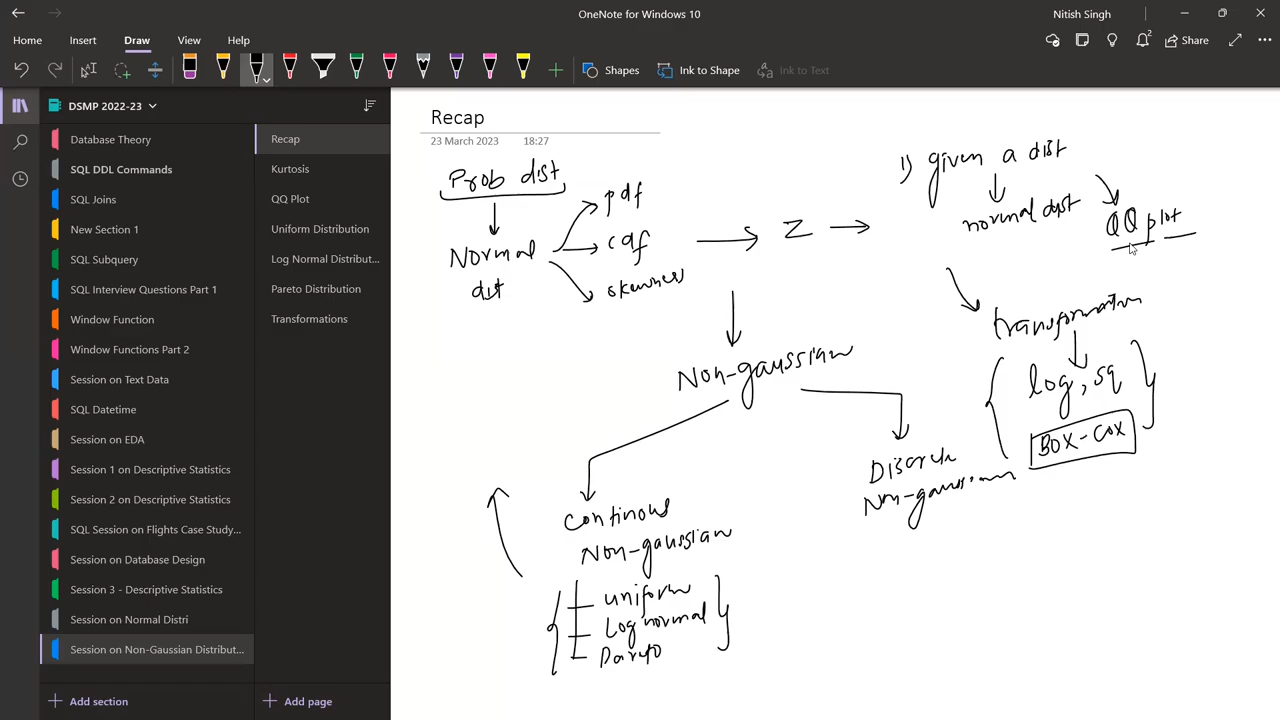 OneNote for Windows 10
Nitish Singh
Home
Insert
Draw
View
Help
Shapes
Ink to Shape
Ink to Text
Share
DSMP 2022-23
Database Theory
SQL DDL Commands
SQL Joins
New Section 1
SQL Subquery
SQL Interview Questions Part 1
Window Function
Window Functions Part 2
Session on Text Data
SQL Datetime
Session on EDA
Session 1 on Descriptive Statistics
Session 2 on Descriptive Statistics
SQL Session on Flights Case Study...
Session on Database Design
Session 3 - Descriptive Statistics
Session on Normal Distri
Session on Non-Gaussian Distribut...
Add section
Recap
Kurtosis
QQ Plot
Uniform Distribution
Log Normal Distribut...
Pareto Distribution
Transformations
Add page
Recap
23 March 2023 18:27
Prob dist
Normal
dist
pdf
cdf
skewness
Z
1) given a dist
normal dist
QQ plot
transformation
log, sq
BOX-COX
Non-gaussian
Continous
Non-gaussian
uniform
Log normal
Pareto
Discrete
Non-gaussian